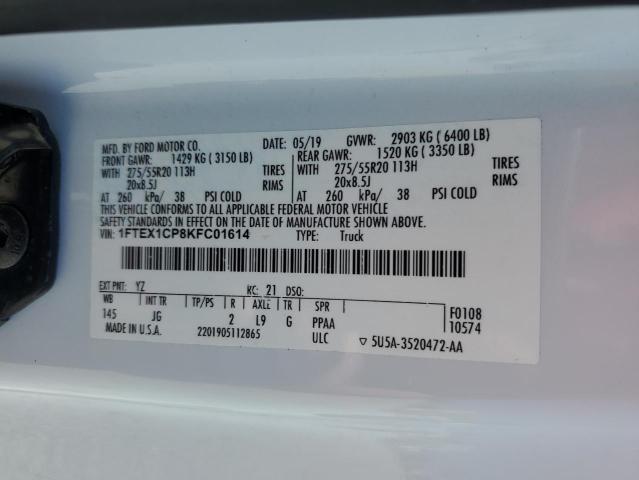 MFD. BY FORD MOTOR CO. DATE: 05/19 GVWR: 2903 KG ( 6400 LB)
FRONT GAWR: 1429 KG ( 3150 LB) REAR GAWR: 1520 KG ( 3350 LB)
WITH 275/55R20 113H TIRES WITH 275/55R20 113H TIRES
20x8.5J RIMS 20x8.5J RIMS
AT 260 kPa/ 38 PSI COLD AT 260 kPa/ 38 PSI COLD
THIS VEHICLE CONFORMS TO ALL APPLICABLE FEDERAL MOTOR VEHICLE
SAFETY STANDARDS IN EFFECT ON THE DATE OF MANUFACTURE SHOWN ABOVE.
VIN: 1FTEX1CP8KFC01614 TYPE: Truck
EXT PNT: YZ RC: 21 DSO:
WB INT TR TP/PS R AXLE TR SPR F0108
145 JG 2 L9 G PPAA 10574
MADE IN U.S.A. 2201905112865 ULC ▽ 5U5A-3520472-AA